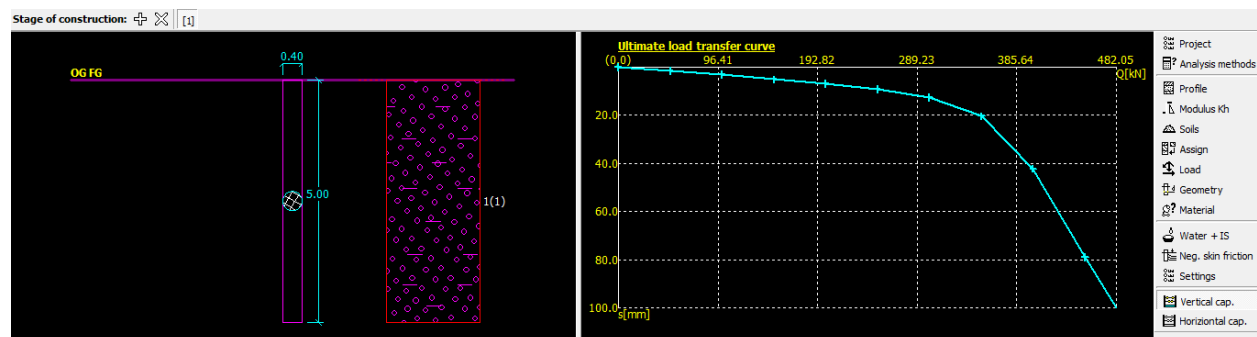 Stage of construction: [1]
0.40
OG FG
5.00
1(1)
Ultimate load transfer curve
(0,0) 96.41 192.82 289.23 385.64 482.05
Q[kN]
20.0
40.0
60.0
80.0
100.0
s[mm]
Project
Analysis methods
Profile
Modulus Kh
Soils
Assign
Load
Geometry
Material
Water + IS
Neg. skin friction
Settings
Vertical cap.
Horiziontal cap.